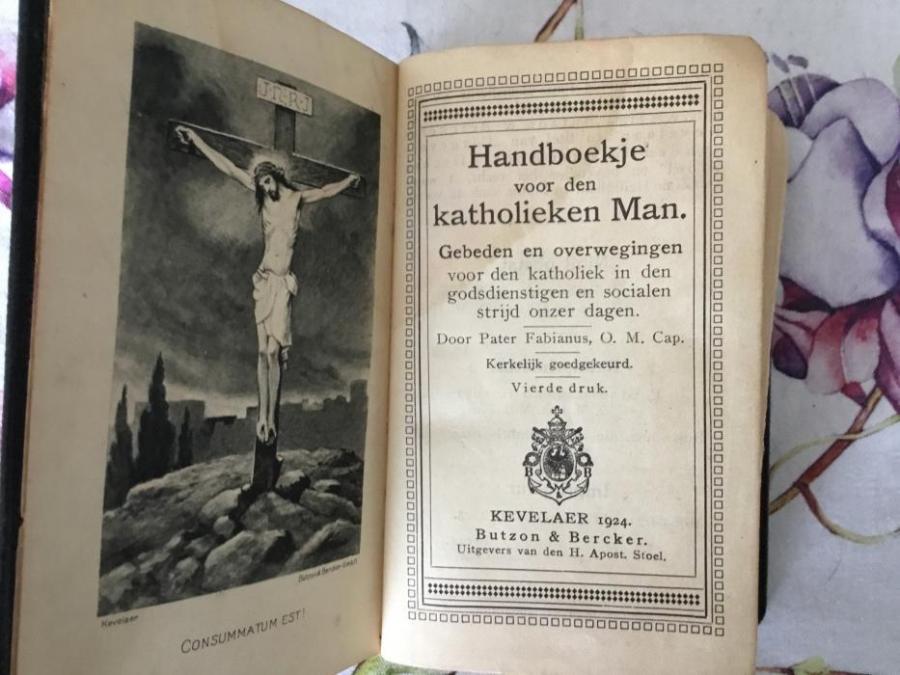 J·N·R·J
Kevelaer
Butzon & Bercker GmbH
CONSUMMATUM EST!
Handboekje
voor den
katholieken Man.
Gebeden en overwegingen
voor den katholiek in den
godsdienstigen en socialen
strijd onzer dagen.
Door Pater Fabianus, O. M. Cap.
Kerkelijk goedgekeurd.
Vierde druk.
B B
KEVELAER 1924.
Butzon & Bercker.
Uitgevers van den H. Apost. Stoel.